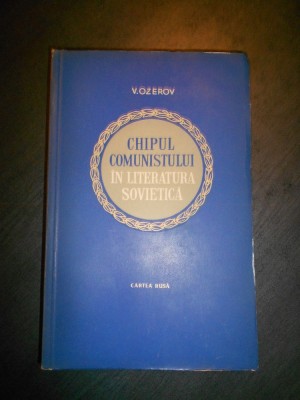 V. OZEROV
CHIPUL
COMUNISTULUI
ÎN LITERATURA
SOVIETICĂ
CARTEA RUSĂ